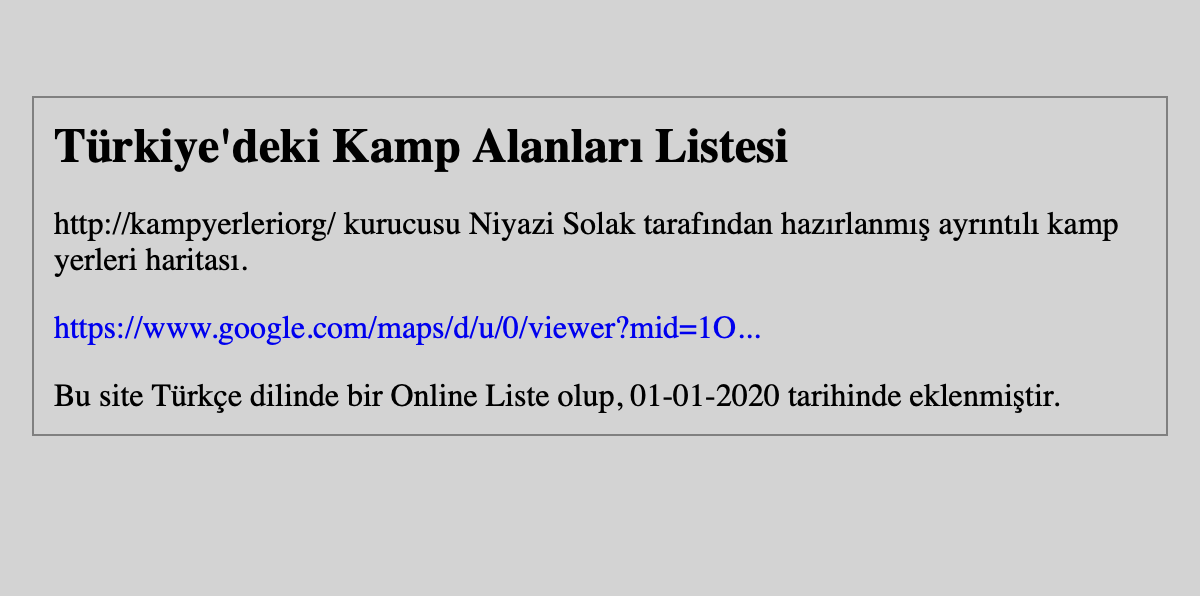 Türkiye'deki Kamp Alanları Listesi
http://kampyerleriorg/ kurucusu Niyazi Solak tarafından hazırlanmış ayrıntılı kamp
yerleri haritası.
https://www.google.com/maps/d/u/0/viewer?mid=1O...
Bu site Türkçe dilinde bir Online Liste olup, 01-01-2020 tarihinde eklenmiştir.